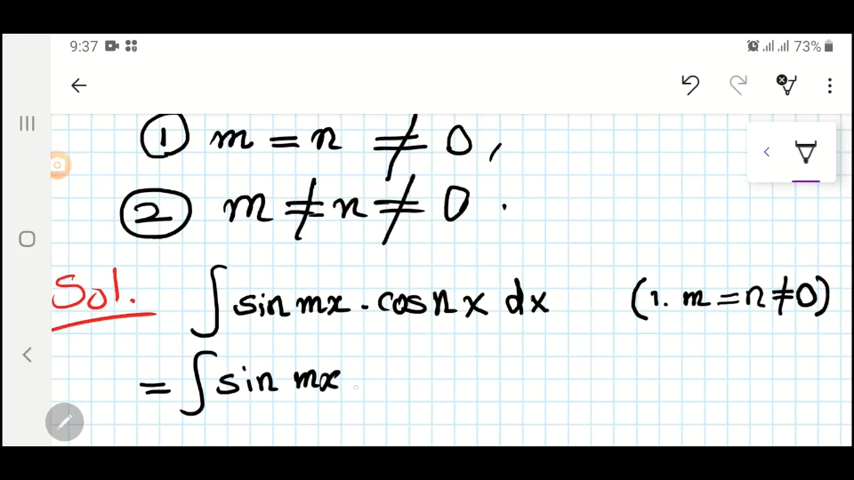 9:37 73%
① m = n ≠ 0,
② m ≠ n ≠ 0.
Sol. ∫ sin mx · cos nx dx (1. m = n ≠ 0)
= ∫ sin mx